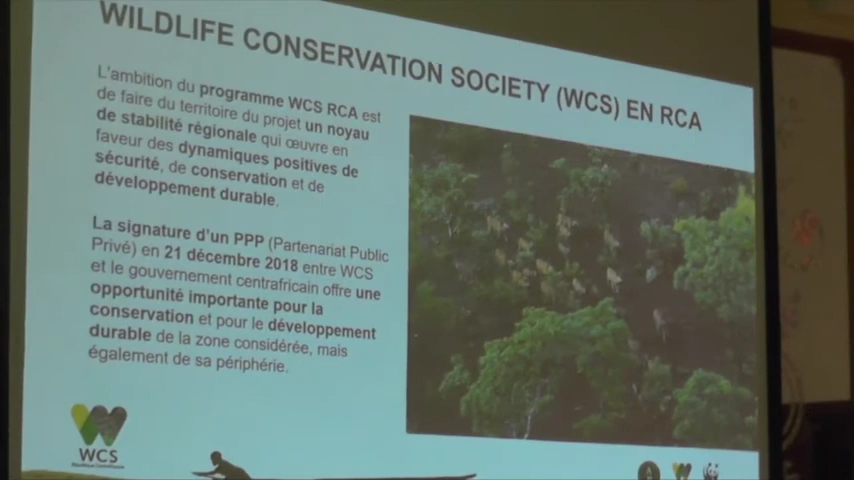 WILDLIFE CONSERVATION SOCIETY (WCS) EN RCA
L'ambition du programme WCS RCA est
de faire du territoire du projet un noyau
de stabilité régionale qui œuvre en
faveur des dynamiques positives de
sécurité, de conservation et de
développement durable.
La signature d'un PPP (Partenariat Public
Privé) en 21 décembre 2018 entre WCS
et le gouvernement centrafricain offre une
opportunité importante pour la
conservation et pour le développement
durable de la zone considérée, mais
également de sa périphérie.
WCS